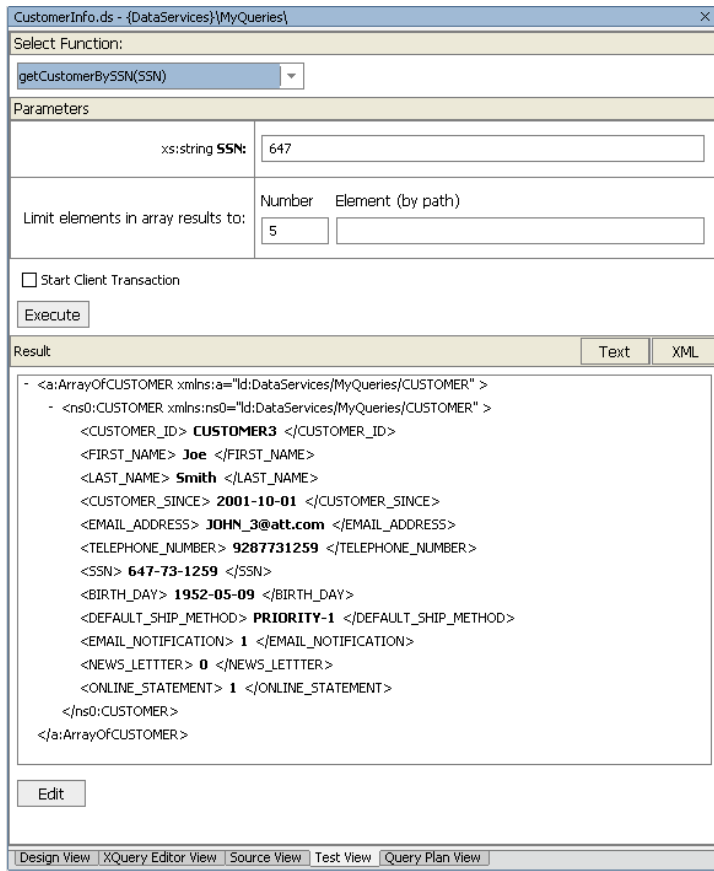 CustomerInfo.ds - {DataServices}\MyQueries\
Select Function:
getCustomerBySSN(SSN)
Parameters
xs:string SSN: 647
Number Element (by path)
Limit elements in array results to: 5
Start Client Transaction
Execute
Result Text XML
- <a:ArrayOfCUSTOMER xmlns:a="ld:DataServices/MyQueries/CUSTOMER" >
- <ns0:CUSTOMER xmlns:ns0="ld:DataServices/MyQueries/CUSTOMER" >
<CUSTOMER_ID> CUSTOMER3 </CUSTOMER_ID>
<FIRST_NAME> Joe </FIRST_NAME>
<LAST_NAME> Smith </LAST_NAME>
<CUSTOMER_SINCE> 2001-10-01 </CUSTOMER_SINCE>
<EMAIL_ADDRESS> JOHN_3@att.com </EMAIL_ADDRESS>
<TELEPHONE_NUMBER> 9287731259 </TELEPHONE_NUMBER>
<SSN> 647-73-1259 </SSN>
<BIRTH_DAY> 1952-05-09 </BIRTH_DAY>
<DEFAULT_SHIP_METHOD> PRIORITY-1 </DEFAULT_SHIP_METHOD>
<EMAIL_NOTIFICATION> 1 </EMAIL_NOTIFICATION>
<NEWS_LETTTER> 0 </NEWS_LETTTER>
<ONLINE_STATEMENT> 1 </ONLINE_STATEMENT>
</ns0:CUSTOMER>
</a:ArrayOfCUSTOMER>
Edit
Design View XQuery Editor View Source View Test View Query Plan View